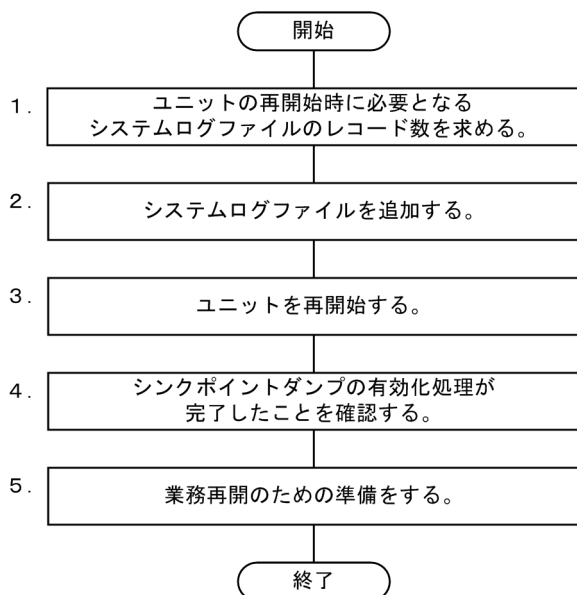 開始
1.
ユニットの再開始時に必要となる
システムログファイルのレコード数を求める。
2.
システムログファイルを追加する。
3.
ユニットを再開始する。
4.
シンクポイントダンプの有効化処理が
完了したことを確認する。
5.
業務再開のための準備をする。
終了